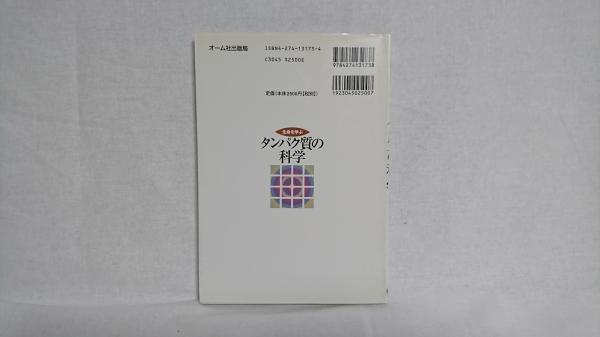 オーム社出版局
ISBN4-274-13173-4
C3045 ¥2500E
定価(本体2500円【税別】)
9784274131738
1923045025007
生命を学ぶ
タンパク質の
科学